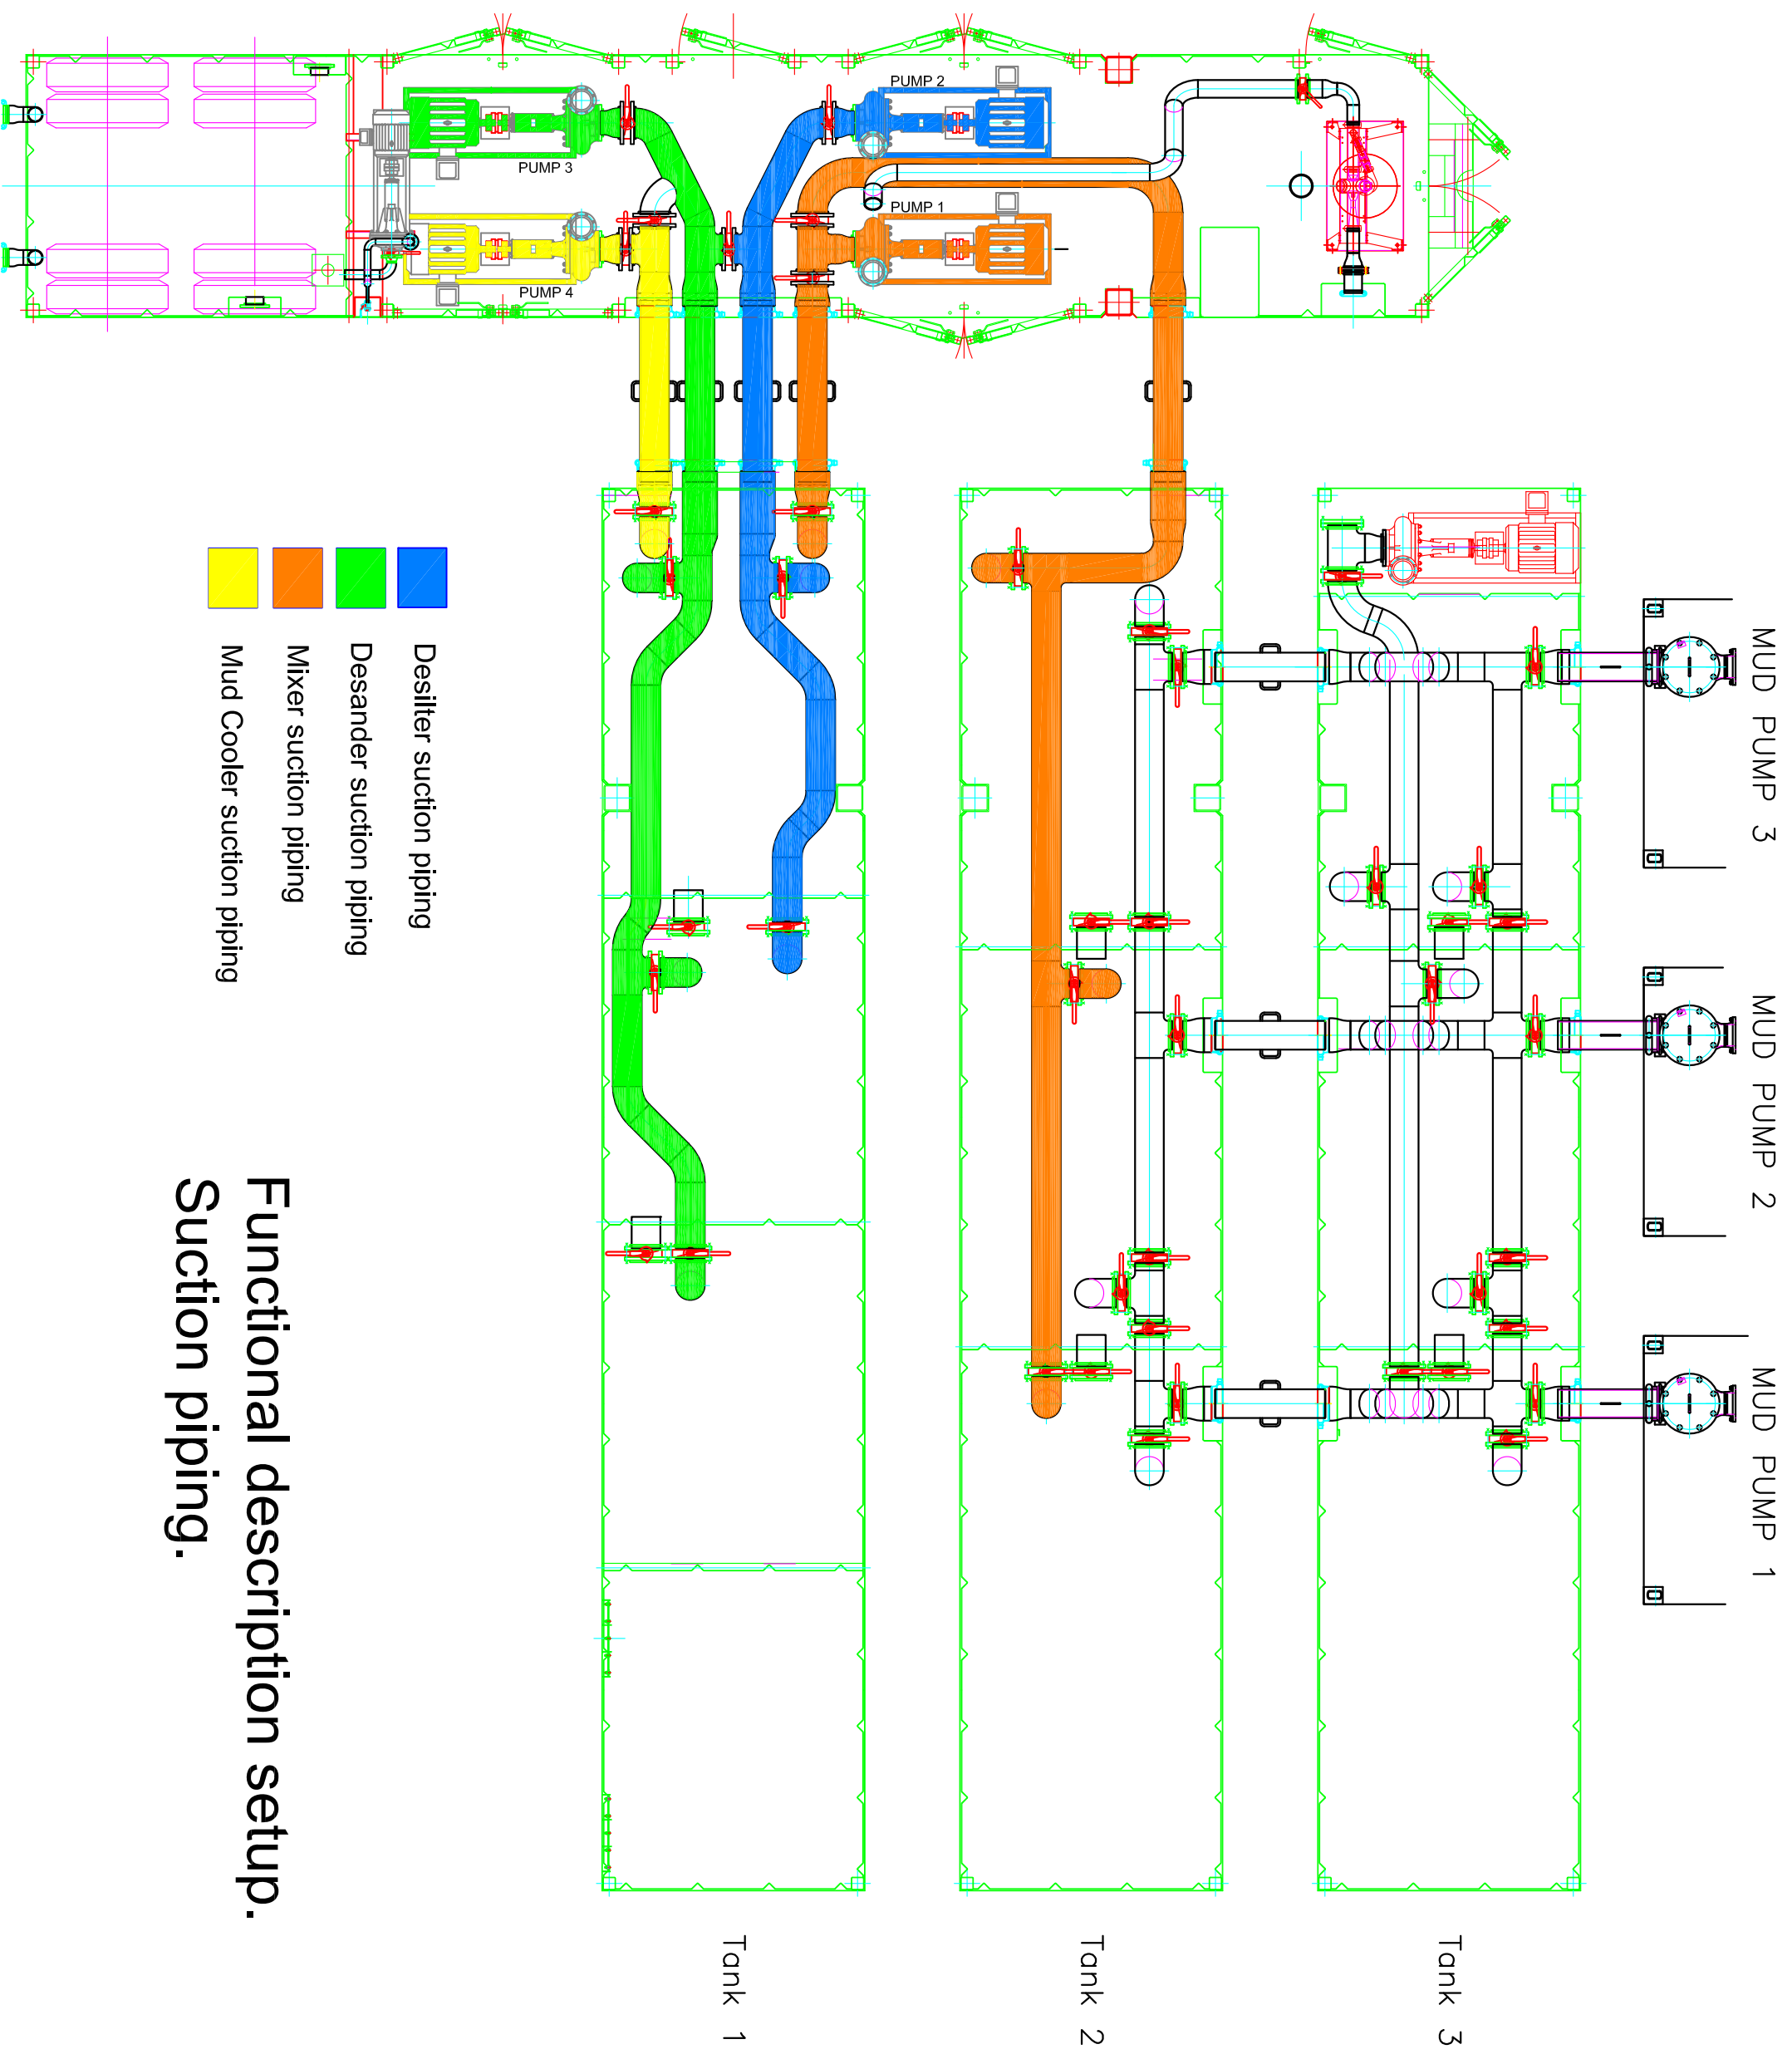 PUMP 2
PUMP 3
PUMP 1
PUMP 4
MUD PUMP 3
MUD PUMP 2
MUD PUMP 1
Desilter suction piping
Desander suction piping
Mixer suction piping
Mud Cooler suction piping
Functional description setup.
Suction piping.
Tank 1
Tank 2
Tank 3